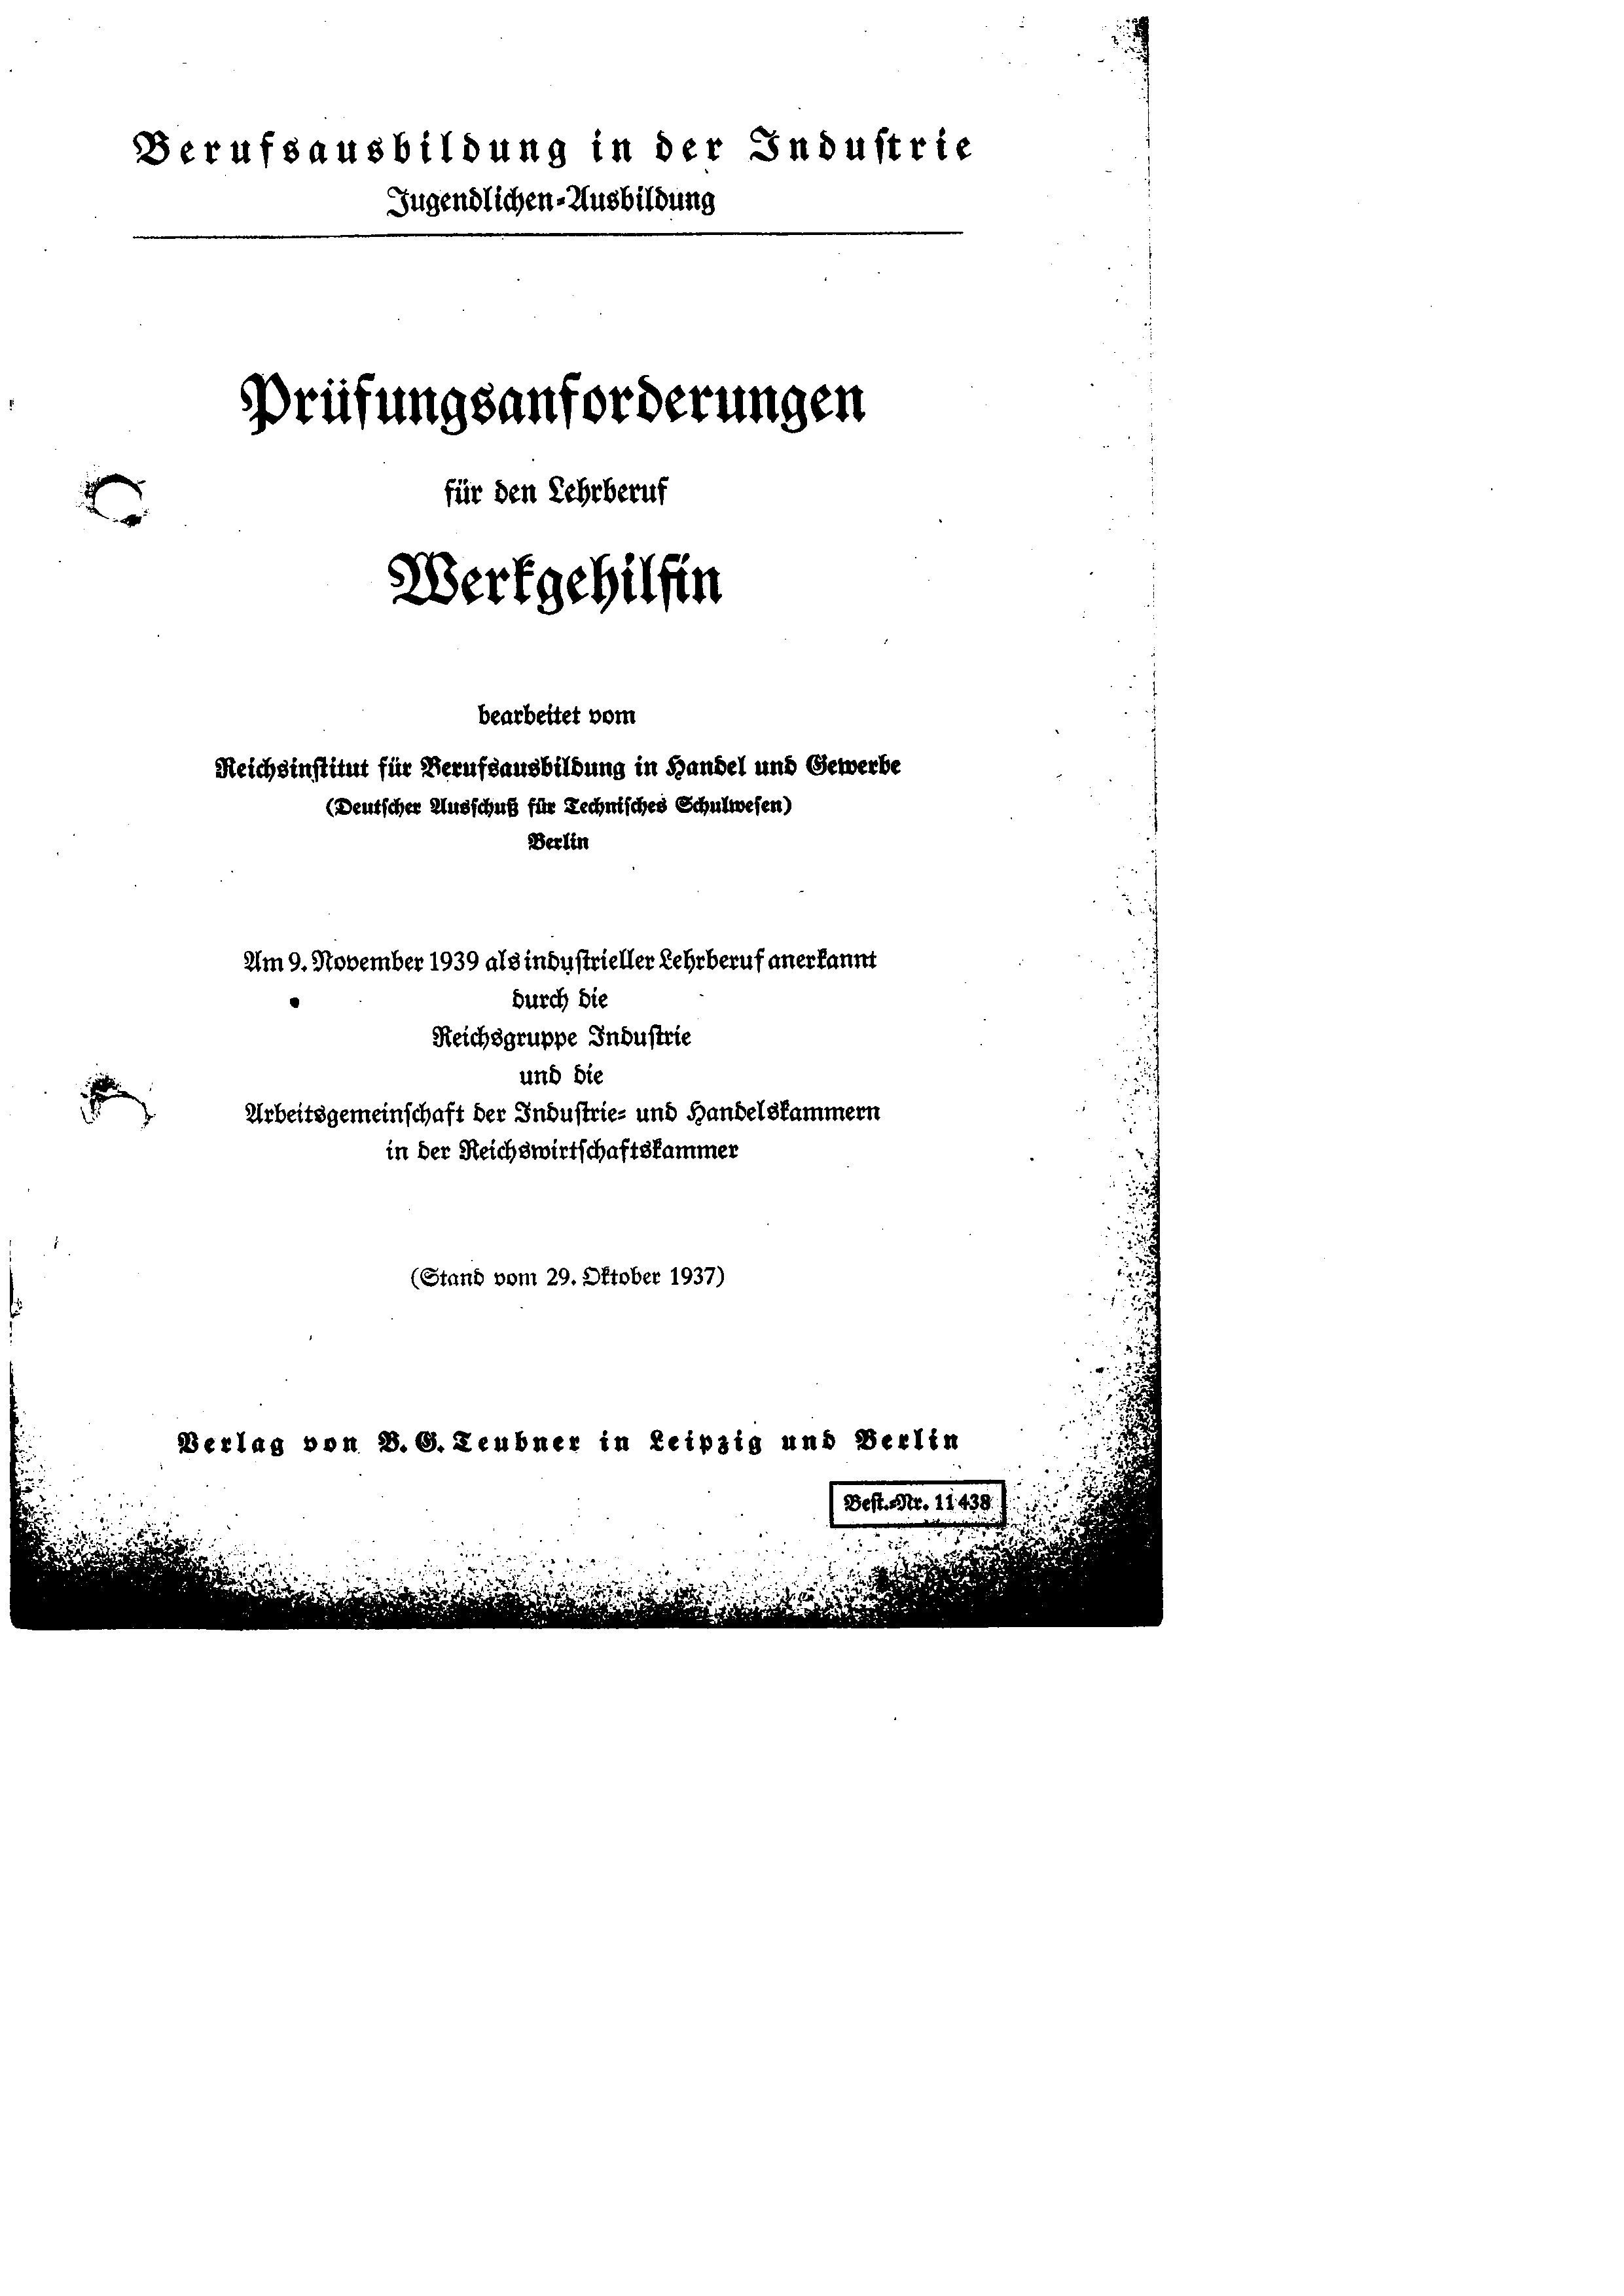 Berufsausbildung in der Industrie
Jugendlichen-Ausbildung
Prüfungsanforderungen
für den Lehrberuf
Werkgehilfin
bearbeitet vom
Reichsinstitut für Berufsausbildung in Handel und Gewerbe
(Deutscher Ausschuß für Technisches Schulwesen)
Berlin
Am 9. November 1939 als industrieller Lehrberuf anerkannt
durch die
Reichsgruppe Industrie
und die
Arbeitsgemeinschaft der Industrie- und Handelskammern
in der Reichswirtschaftskammer
(Stand vom 29. Oktober 1937)
Verlag von B. G. Teubner in Leipzig und Berlin
Best.-Nr. 11438